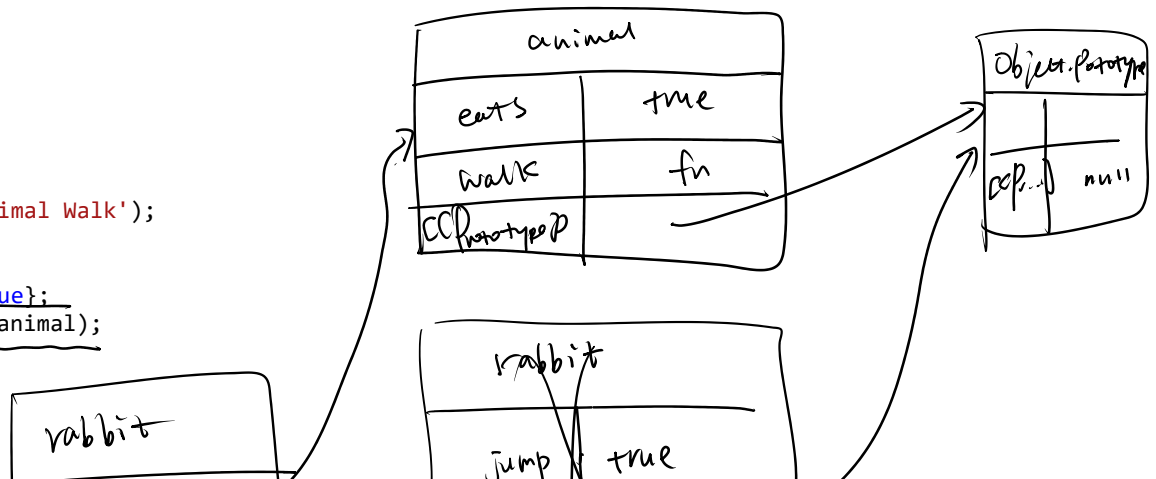 animal
Object.Prototype
eats true
walk fn
[[Prototype]]
[[P...]] null
imal Walk');
ue};
animal);
rabbit
jump true
rabbit